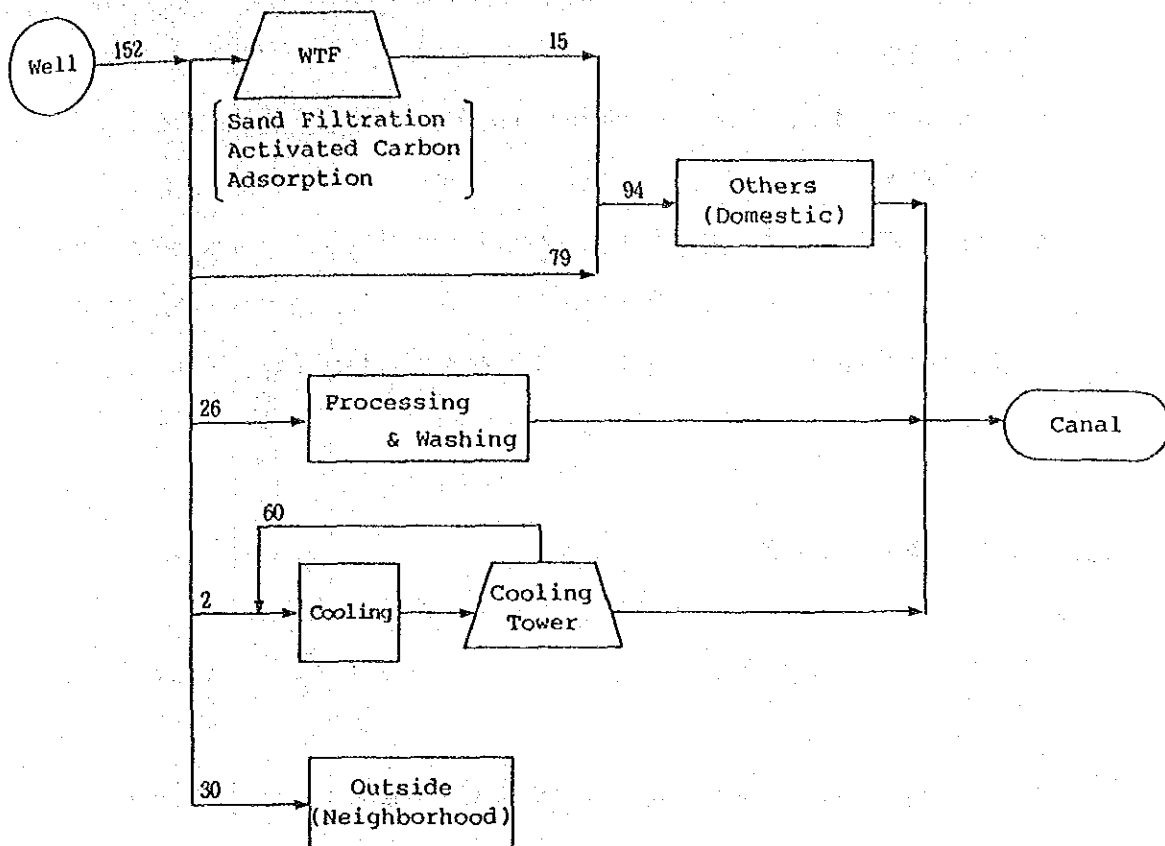 Well
152
WTF
15
Sand Filtration
Activated Carbon
Adsorption
94
Others
(Domestic)
79
26
Processing
& Washing
Canal
60
2
Cooling
Cooling
Tower
30
Outside
(Neighborhood)